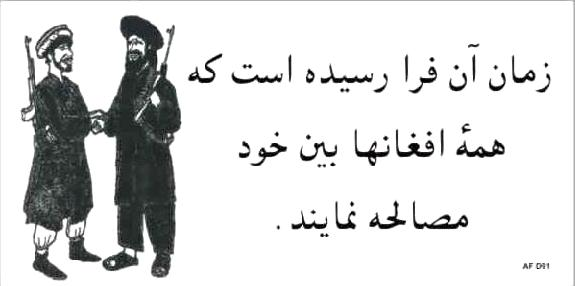 زمان آن فرا رسیده است که
همهٔ افغانها بین خود
مصالحه نمایند .
AF D91